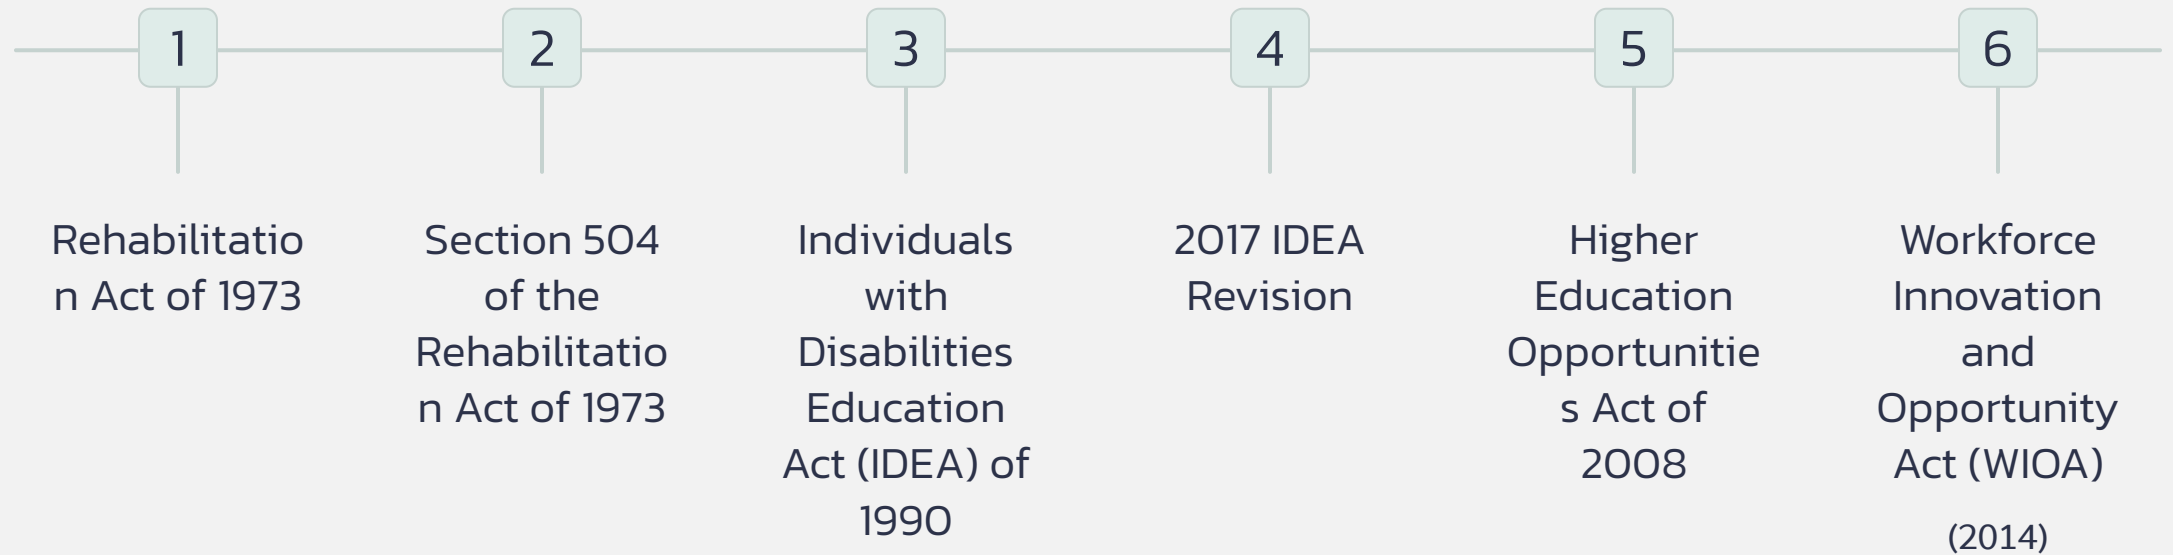 1
2
3
4
5
6
Rehabilitatio
n Act of 1973
Section 504
of the
Rehabilitatio
n Act of 1973
Individuals
with
Disabilities
Education
Act (IDEA) of
1990
2017 IDEA
Revision
Higher
Education
Opportunitie
s Act of
2008
Workforce
Innovation
and
Opportunity
Act (WIOA)
(2014)